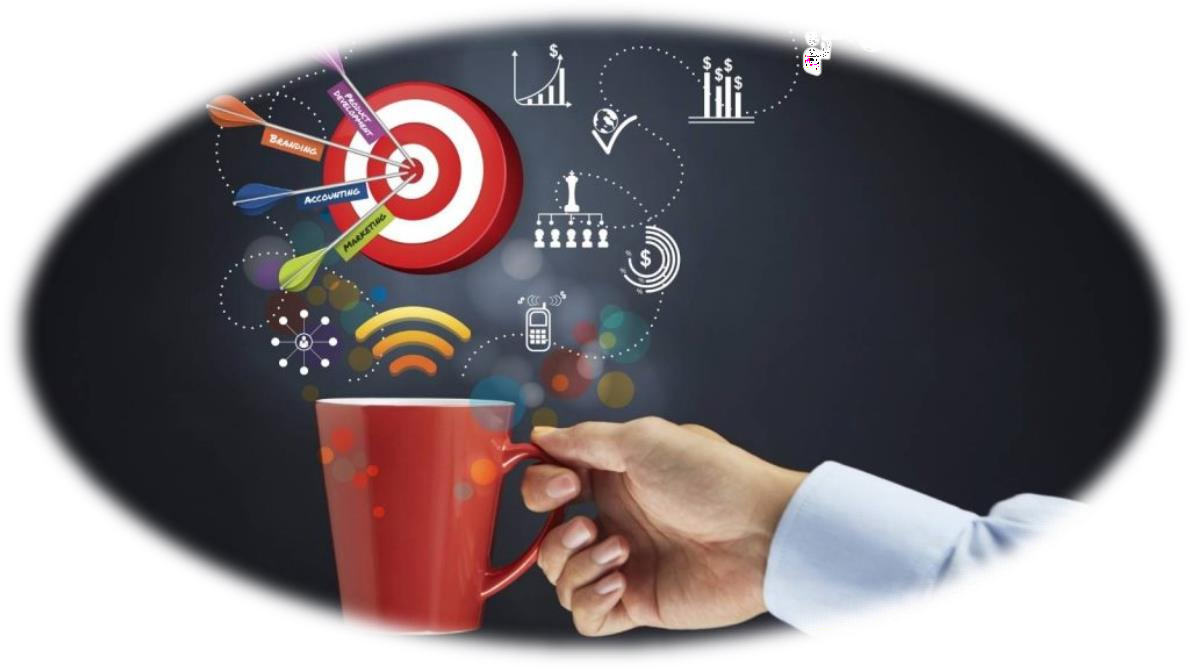 PRODUCT
DEVELOPMENT
BRANDING
ACCOUNTING
MARKETING
$
$
$
$
$
$
$
%
%
%